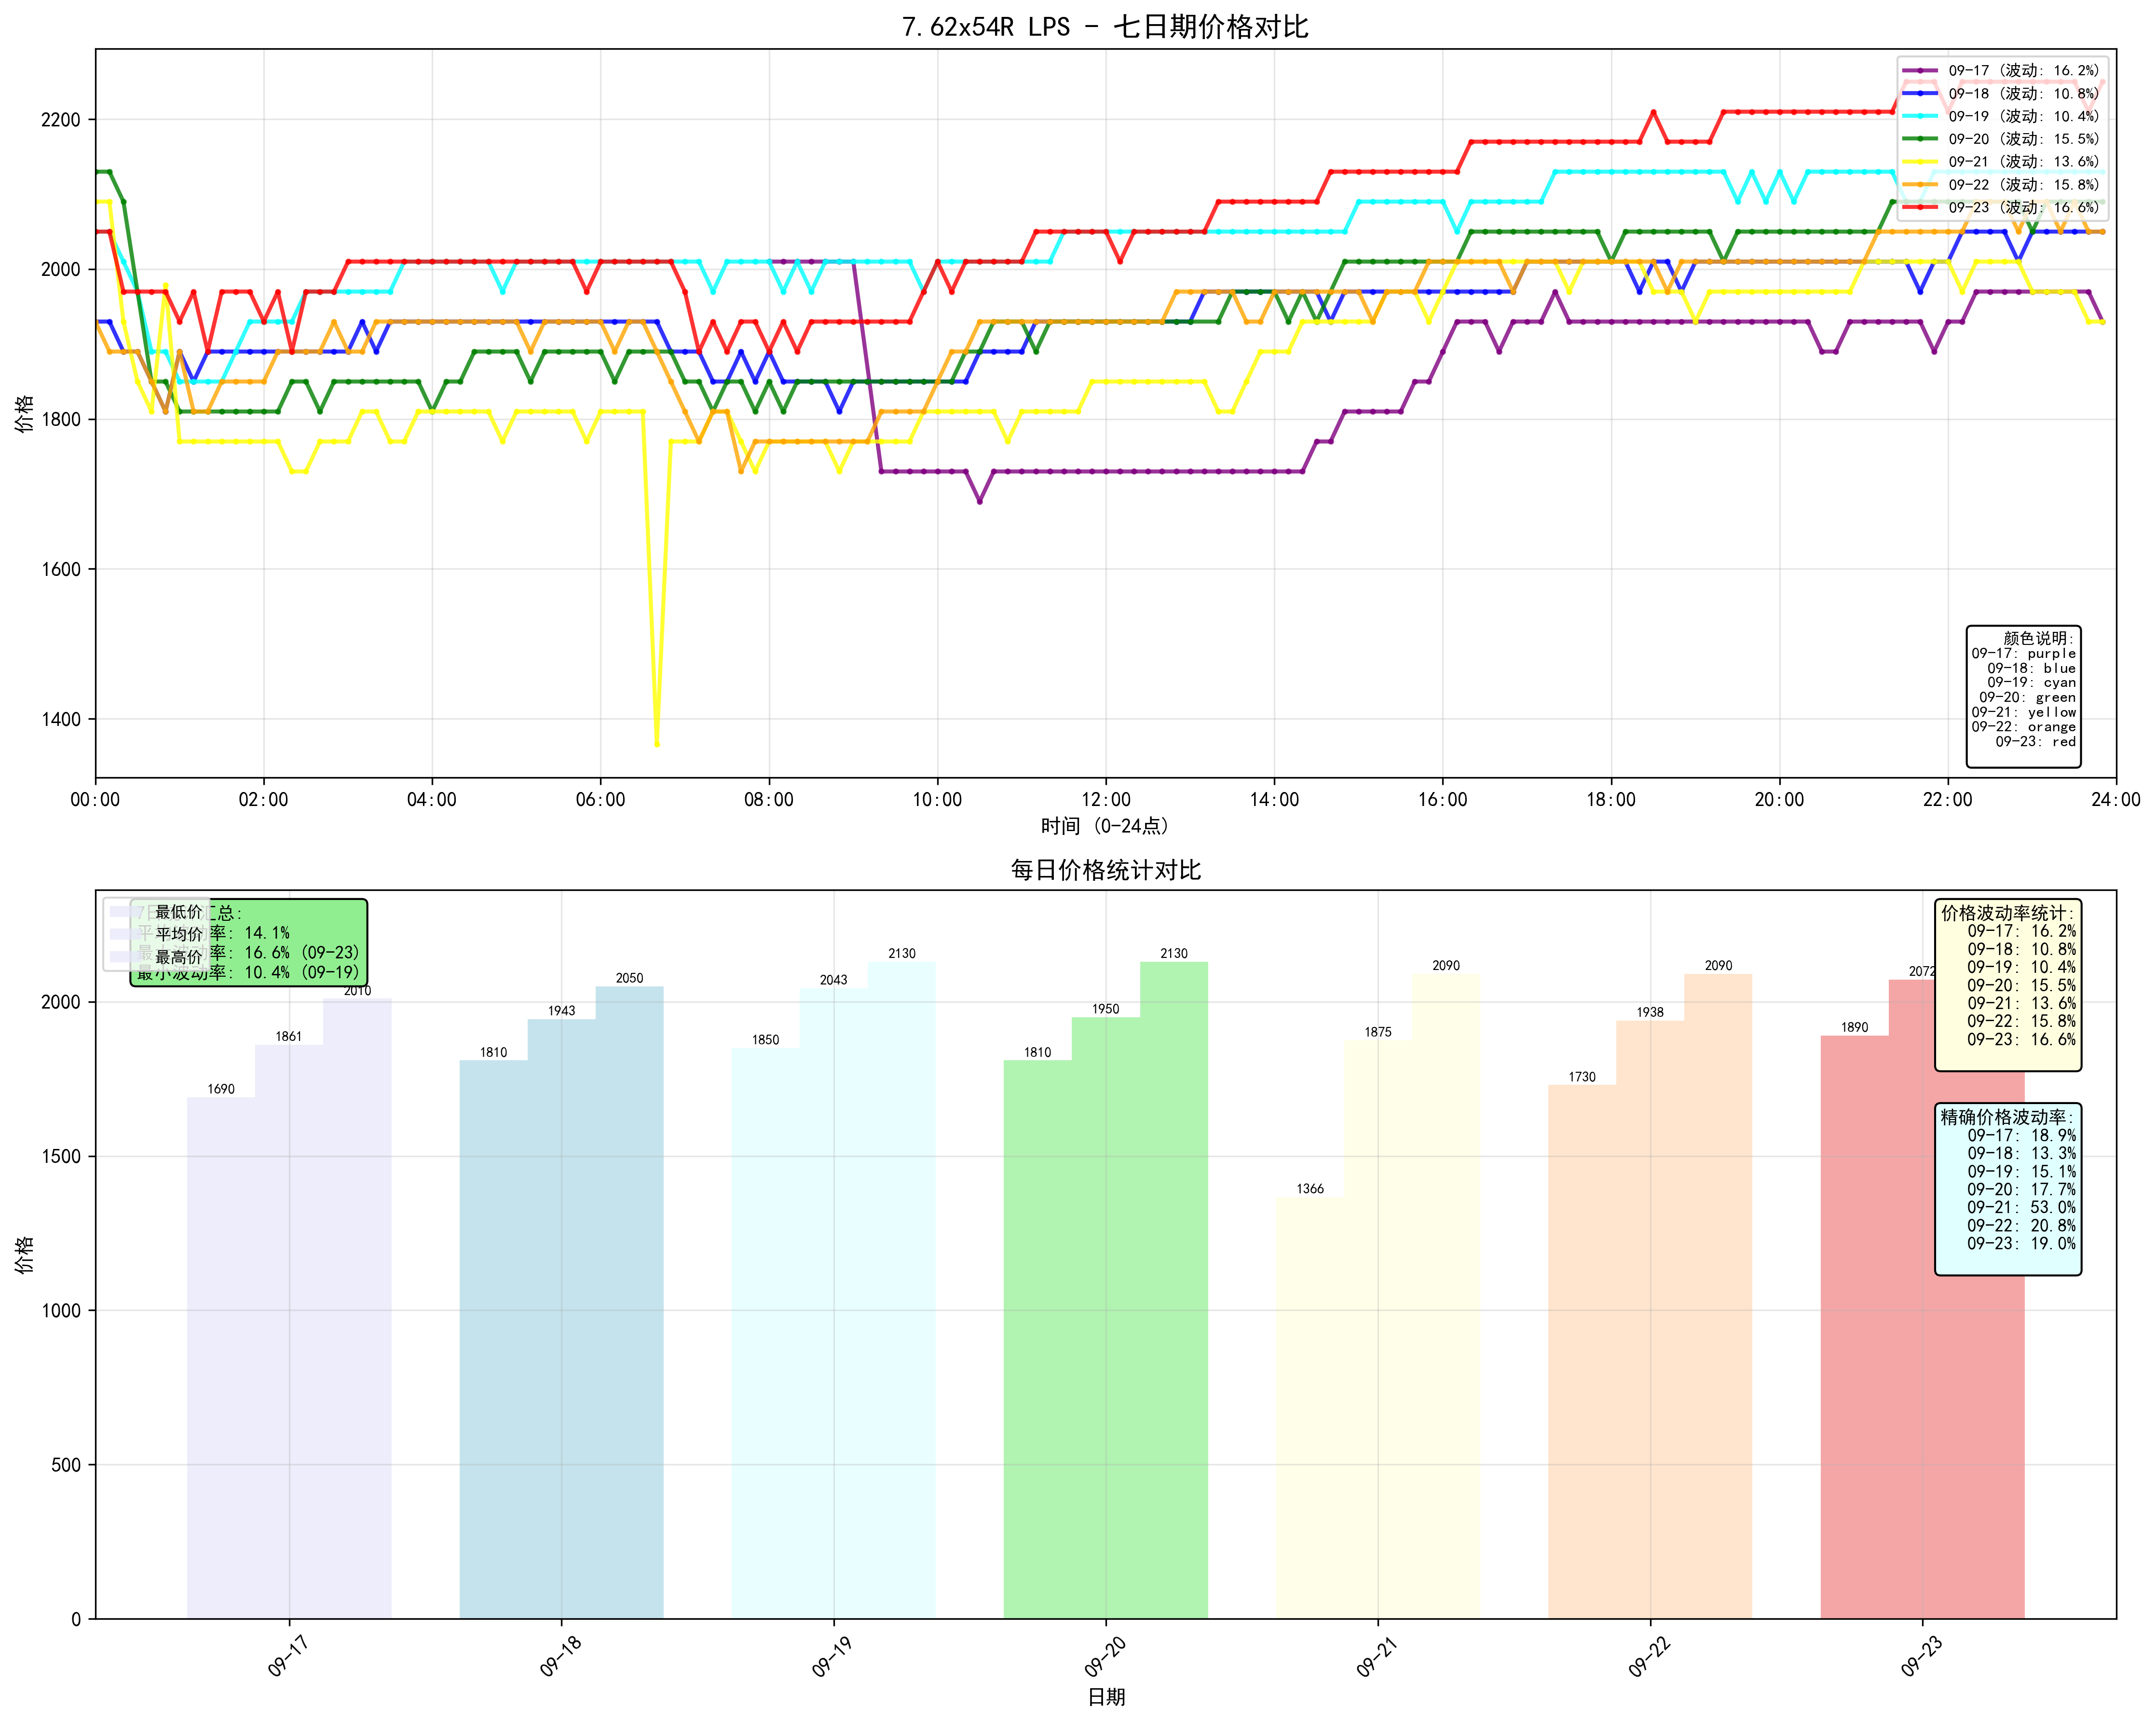 7.62x54R LPS - 七日期价格对比
价格
2200
2000
1800
1600
1400
09-17 (波动: 16.2%)
09-18 (波动: 10.8%)
09-19 (波动: 10.4%)
09-20 (波动: 15.5%)
09-21 (波动: 13.6%)
09-22 (波动: 15.8%)
09-23 (波动: 16.6%)
颜色说明:
09-17: purple
09-18: blue
09-19: cyan
09-20: green
09-21: yellow
09-22: orange
09-23: red
00:00 02:00 04:00 06:00 08:00 10:00 12:00 14:00 16:00 18:00 20:00 22:00 24:00
时间 (0-24点)
每日价格统计对比
价格
2000
1500
1000
500
0
最低价
平均价
最高价
7日 汇总:
平 率: 14.1%
最 率: 16.6% (09-23)
最小波动率: 10.4% (09-19)
1690 1861 2010
1810 1943 2050
1850 2043 2130
1810 1950 2130
1366 1875 2090
1730 1938 2090
1890 2072
价格波动率统计:
09-17: 16.2%
09-18: 10.8%
09-19: 10.4%
09-20: 15.5%
09-21: 13.6%
09-22: 15.8%
09-23: 16.6%
精确价格波动率:
09-17: 18.9%
09-18: 13.3%
09-19: 15.1%
09-20: 17.7%
09-21: 53.0%
09-22: 20.8%
09-23: 19.0%
09-17 09-18 09-19 09-20 09-21 09-22 09-23
日期